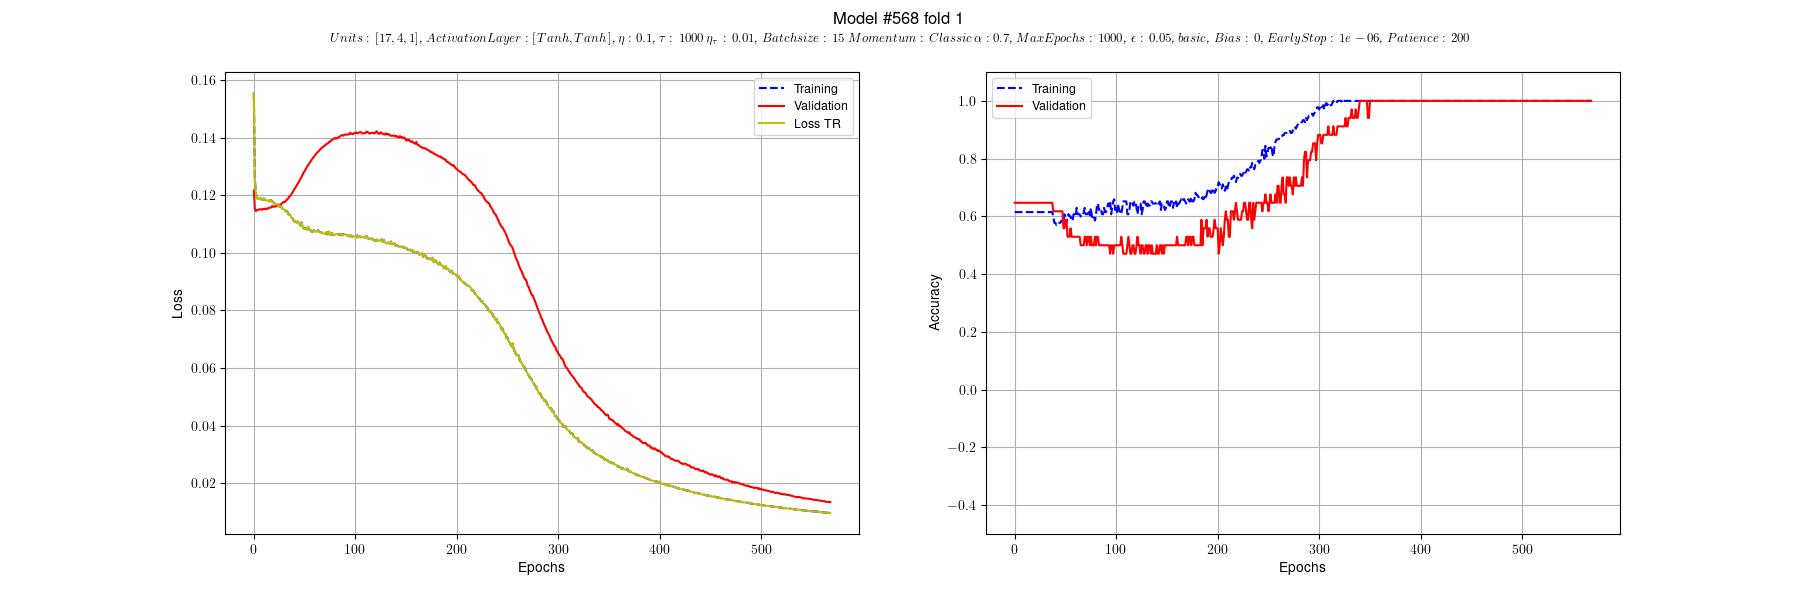 Model #568 fold 1
Units : [17, 4, 1], ActivationLayer : [Tanh, Tanh], η : 0.1, τ : 1000 η_τ : 0.01, Batchsize : 15 Momentum : Classic α : 0.7, MaxEpochs : 1000, ϵ : 0.05, basic, Bias : 0, EarlyStop : 1e − 06, Patience : 200
0.16
0.14
0.12
0.10
0.08
0.06
0.04
0.02
Loss
0 100 200 300 400 500
Epochs
Training
Validation
Loss TR
1.0
0.8
0.6
0.4
0.2
0.0
−0.2
−0.4
Accuracy
0 100 200 300 400 500
Epochs
Training
Validation